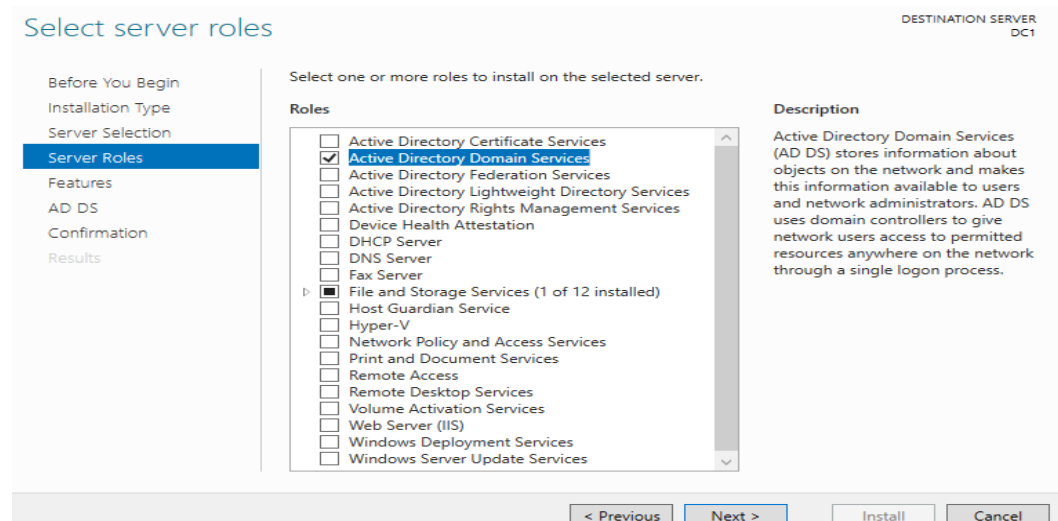 Select server roles
DESTINATION SERVER
DC1
Before You Begin
Installation Type
Server Selection
Server Roles
Features
AD DS
Confirmation
Results
Select one or more roles to install on the selected server.
Roles
Active Directory Certificate Services
Active Directory Domain Services
Active Directory Federation Services
Active Directory Lightweight Directory Services
Active Directory Rights Management Services
Device Health Attestation
DHCP Server
DNS Server
Fax Server
File and Storage Services (1 of 12 installed)
Host Guardian Service
Hyper-V
Network Policy and Access Services
Print and Document Services
Remote Access
Remote Desktop Services
Volume Activation Services
Web Server (IIS)
Windows Deployment Services
Windows Server Update Services
Description
Active Directory Domain Services
(AD DS) stores information about
objects on the network and makes
this information available to users
and network administrators. AD DS
uses domain controllers to give
network users access to permitted
resources anywhere on the network
through a single logon process.
< Previous
Next >
Install
Cancel